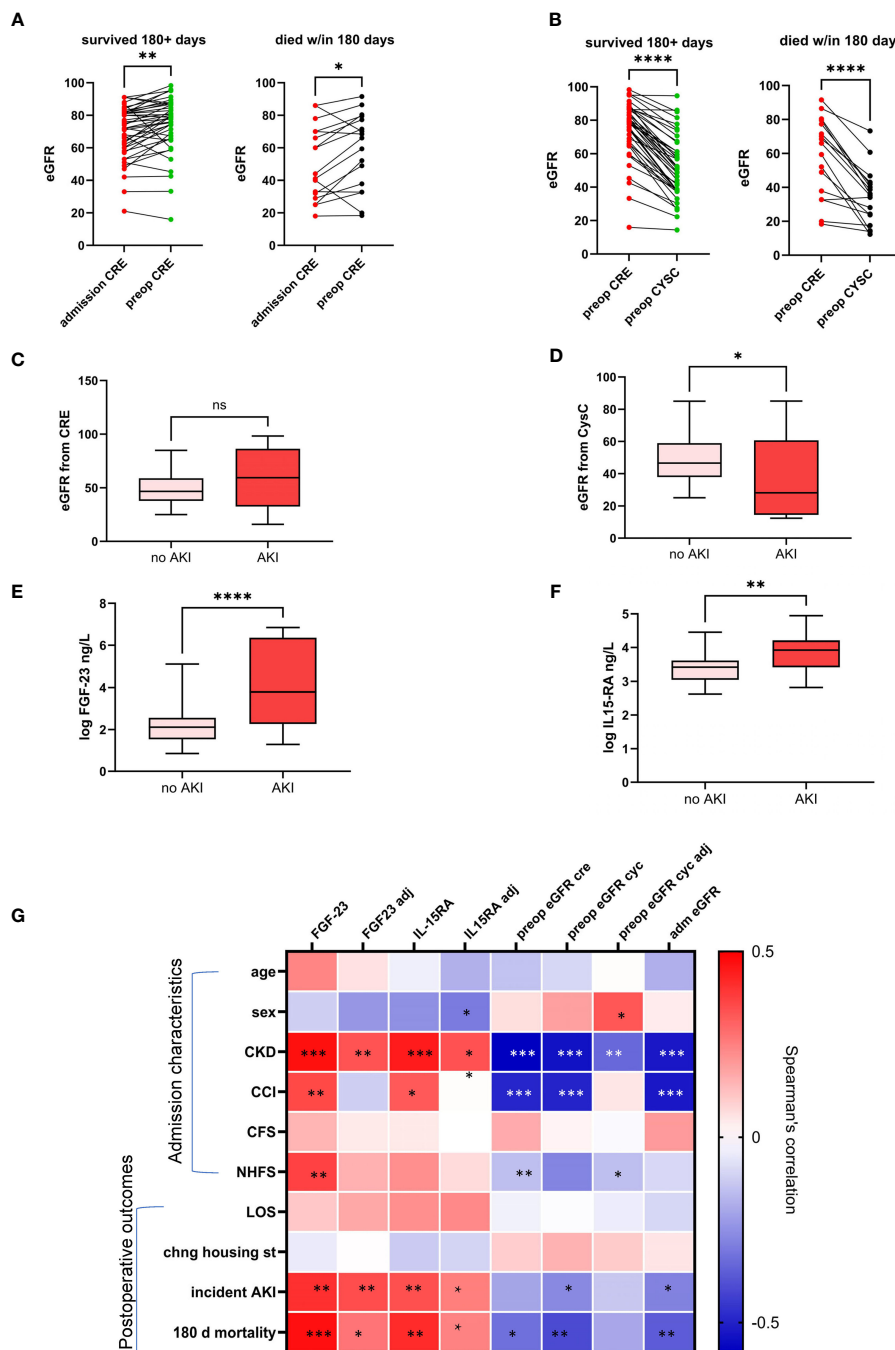 A
survived 180+ days
died w/in 180 days
**
*
100
80
60
40
20
0
eGFR
admission CRE
preop CRE
100
80
60
40
20
0
eGFR
admission CRE
preop CRE
B
survived 180+ days
died w/in 180 day
****
****
100
80
60
40
20
0
eGFR
preop CRE
preop CYSC
100
80
60
40
20
0
eGFR
preop CRE
preop CYSC
C
ns
150
100
50
0
eGFR from CRE
no AKI
AKI
D
*
100
80
60
40
20
0
eGFR from CysC
no AKI
AKI
E
****
8
6
4
2
0
log FGF-23 ng/L
no AKI
AKI
F
**
5
4
3
2
1
0
log IL15-RA ng/L
no AKI
AKI
G
FGF-23
FGF23 adj
IL-15RA
IL15RA adj
preop eGFR cre
preop eGFR cyc
preop eGFR cyc adj
adm eGFR
Admission characteristics
Postoperative outcomes
age
sex * *
CKD *** ** *** * *** *** ** ***
CCI ** * * *** *** ***
CFS
NHFS ** ** *
LOS
chng housing st
incident AKI ** ** ** * * *
180 d mortality *** * ** * * ** **
0.5
0
-0.5
Spearman's correlation